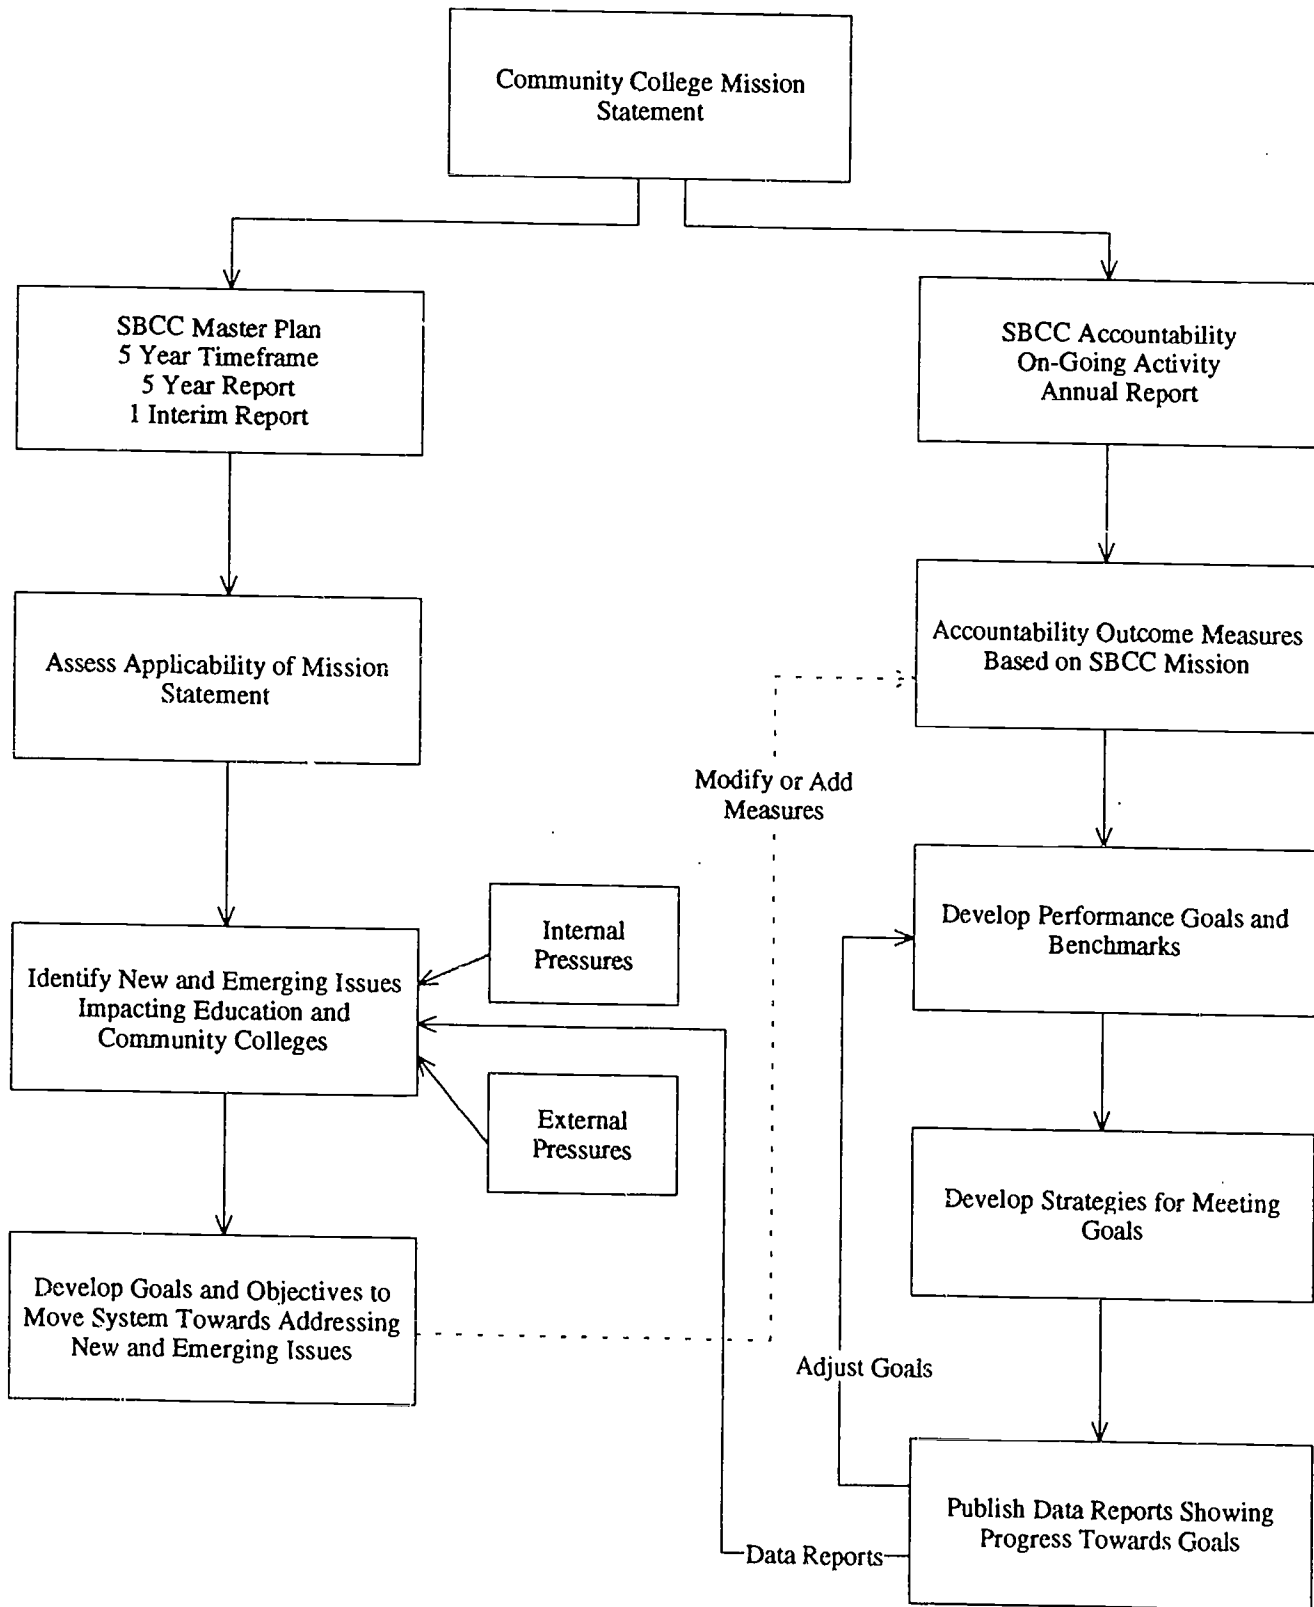 Community College Mission
Statement
SBCC Master Plan
5 Year Timeframe
5 Year Report
1 Interim Report
SBCC Accountability
On-Going Activity
Annual Report
Assess Applicability of Mission
Statement
Accountability Outcome Measures
Based on SBCC Mission
Modify or Add
Measures
Identify New and Emerging Issues
Impacting Education and
Community Colleges
Internal
Pressures
External
Pressures
Develop Performance Goals and
Benchmarks
Develop Strategies for Meeting
Goals
Develop Goals and Objectives to
Move System Towards Addressing
New and Emerging Issues
Adjust Goals
Data Reports
Publish Data Reports Showing
Progress Towards Goals